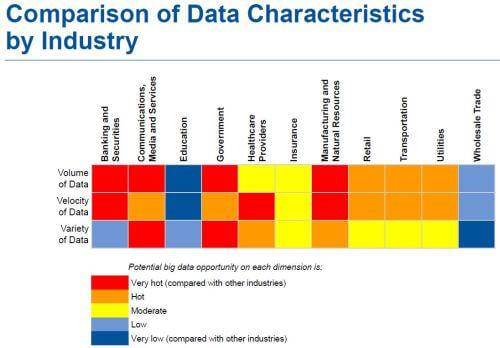 Comparison of Data Characteristics
by Industry
Banking and
Securities
Communications,
Media and Services
Education
Government
Healthcare
Providers
Insurance
Manufacturing and
Natural Resources
Retail
Transportation
Utilities
Wholesale Trade
Volume
of Data
Velocity
of Data
Variety
of Data
Potential big data opportunity on each dimension is:
Very hot (compared with other industries)
Hot
Moderate
Low
Very low (compared with other industries)